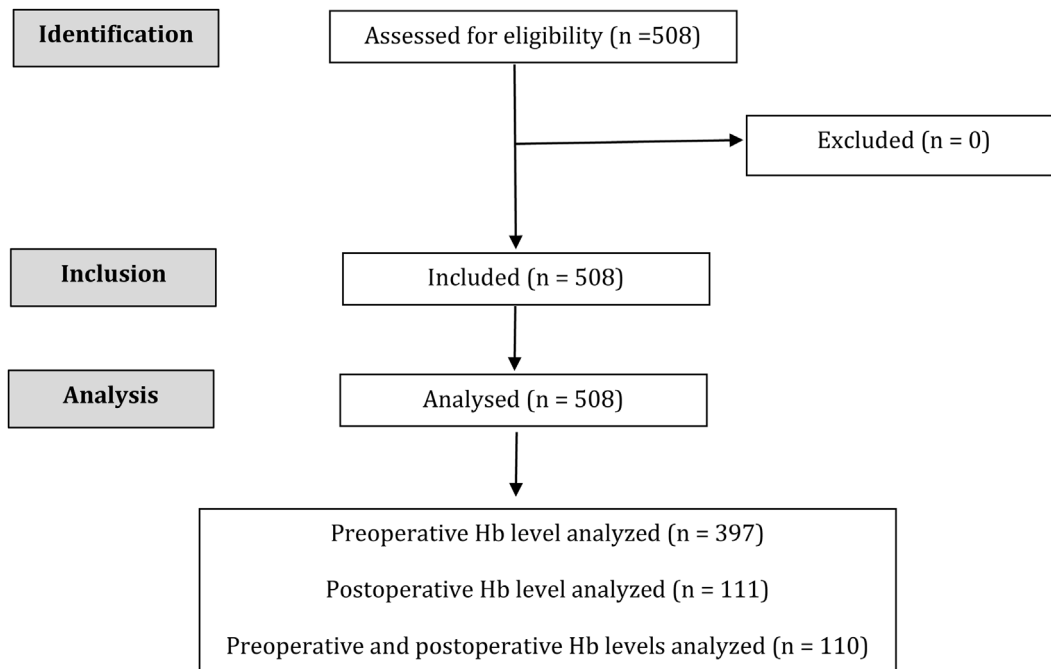 Identification
Assessed for eligibility (n =508)
Excluded (n = 0)
Inclusion
Included (n = 508)
Analysis
Analysed (n = 508)
Preoperative Hb level analyzed (n = 397)
Postoperative Hb level analyzed (n = 111)
Preoperative and postoperative Hb levels analyzed (n = 110)